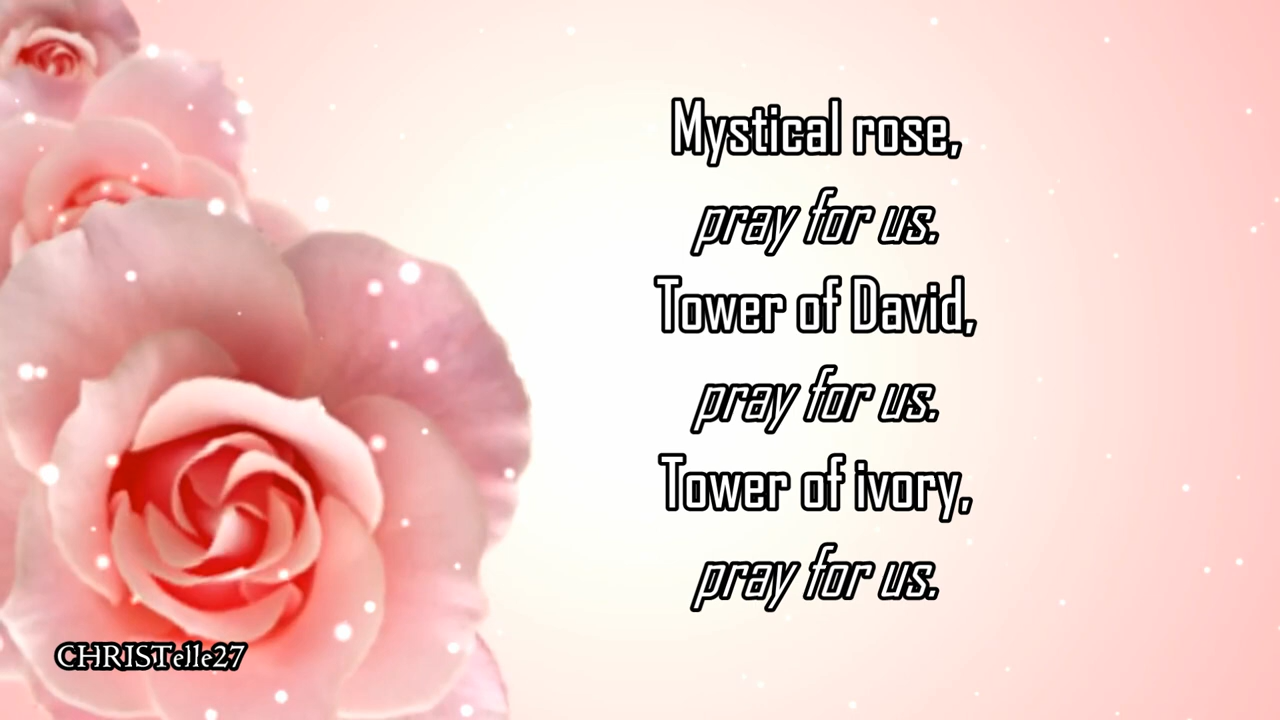 Mystical rose,
pray for us.
Tower of David,
pray for us.
Tower of ivory,
pray for us.
CHRISTelle27